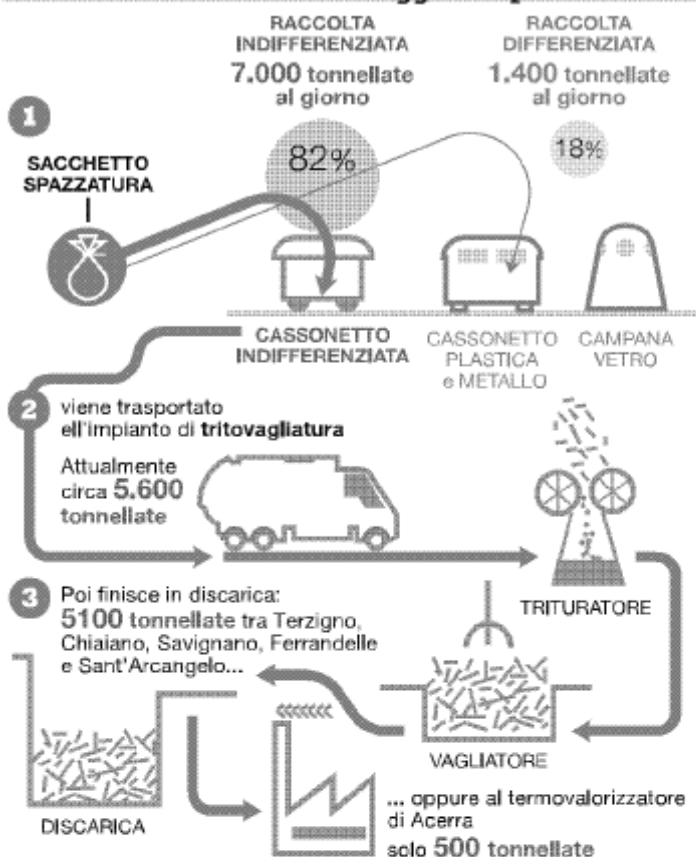 RACCOLTA
INDIFFERENZIATA
7.000 tonnellate
al giorno
82%
RACCOLTA
DIFFERENZIATA
1.400 tonnellate
al giorno
18%
1
SACCHETTO
SPAZZATURA
CASSONETTO
INDIFFERENZIATA
CASSONETTO
PLASTICA
e METALLO
CAMPANA
VETRO
2
viene trasportato
ell'impianto di tritovagliatura
Attualmente
circa 5.600
tonnellate
TRITURATORE
3
Poi finisce in discarica:
5100 tonnellate tra Terzigno,
Chiaiano, Savignano, Ferrandelle
e Sant'Arcangelo...
VAGLIATORE
DISCARICA
... oppure al termovalorizzatore
di Acerra
solo 500 tonnellate